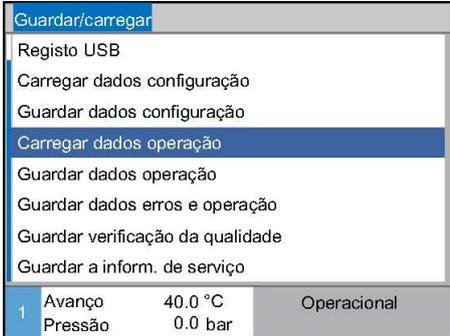 Guardar/carregar
Registo USB
Carregar dados configuração
Guardar dados configuração
Carregar dados operação
Guardar dados operação
Guardar dados erros e operação
Guardar verificação da qualidade
Guardar a inform. de serviço
1 Avanço 40.0 °C Operacional
Pressão 0.0 bar